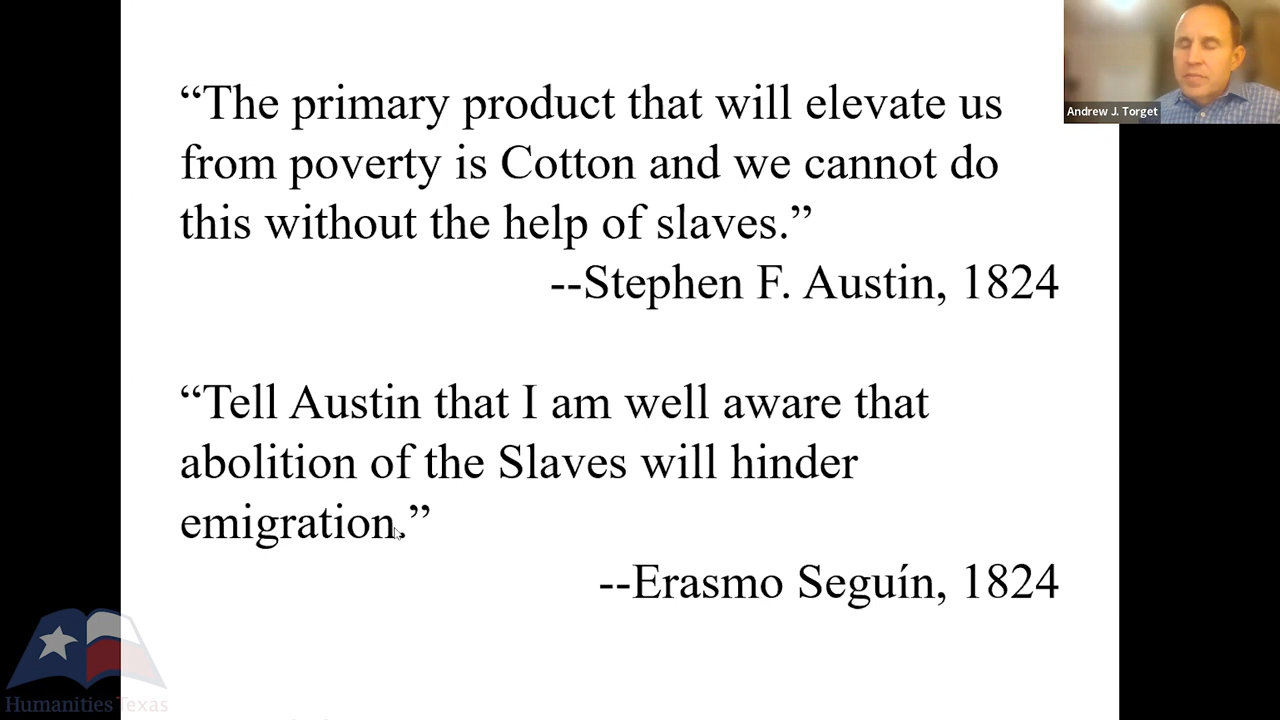 “The primary product that will elevate us
from poverty is Cotton and we cannot do
this without the help of slaves.”
--Stephen F. Austin, 1824
“Tell Austin that I am well aware that
abolition of the Slaves will hinder
emigration.”
--Erasmo Seguín, 1824
Andrew J. Torget
Humanities Texas